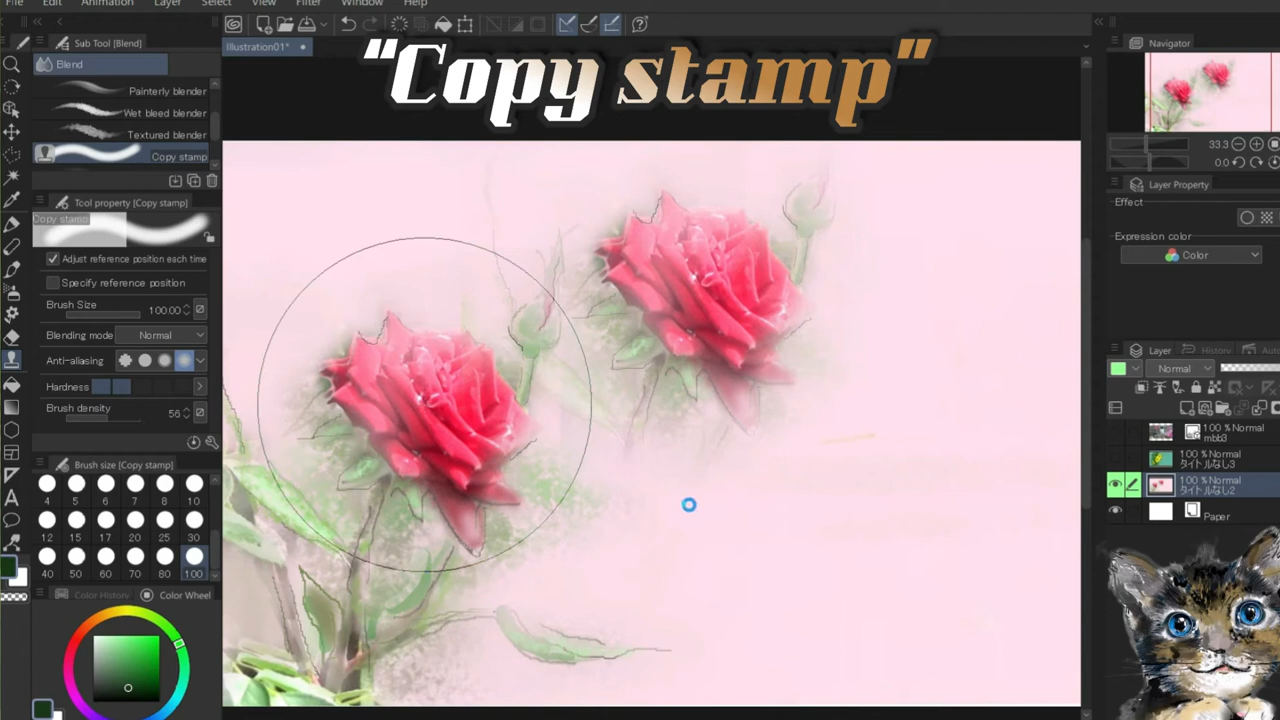 File Edit Animation Layer Select View Filter Window Help
Sub Tool [Blend]
Illustration01*
"Copy stamp"
Navigator
Blend
Painterly blender
Wet bleed blender
Textured blender
Copy stamp
33.3
0.0
Tool property [Copy stamp]
Layer Property
Copy stamp
Effect
Adjust reference position each time
Expression color
Color
Specify reference position
Brush Size 100.00
Blending mode Normal
Anti-aliasing
Layer History
Normal
Hardness
Brush density 56
100 % Normal
mbb3
100 % Normal
タイトルなし3
Brush size [Copy stamp]
100 % Normal
タイトルなし2
4 5 6 8 10
Paper
12 15 17 20 25 30
40 50 60 70 80 100
Color History Color Wheel